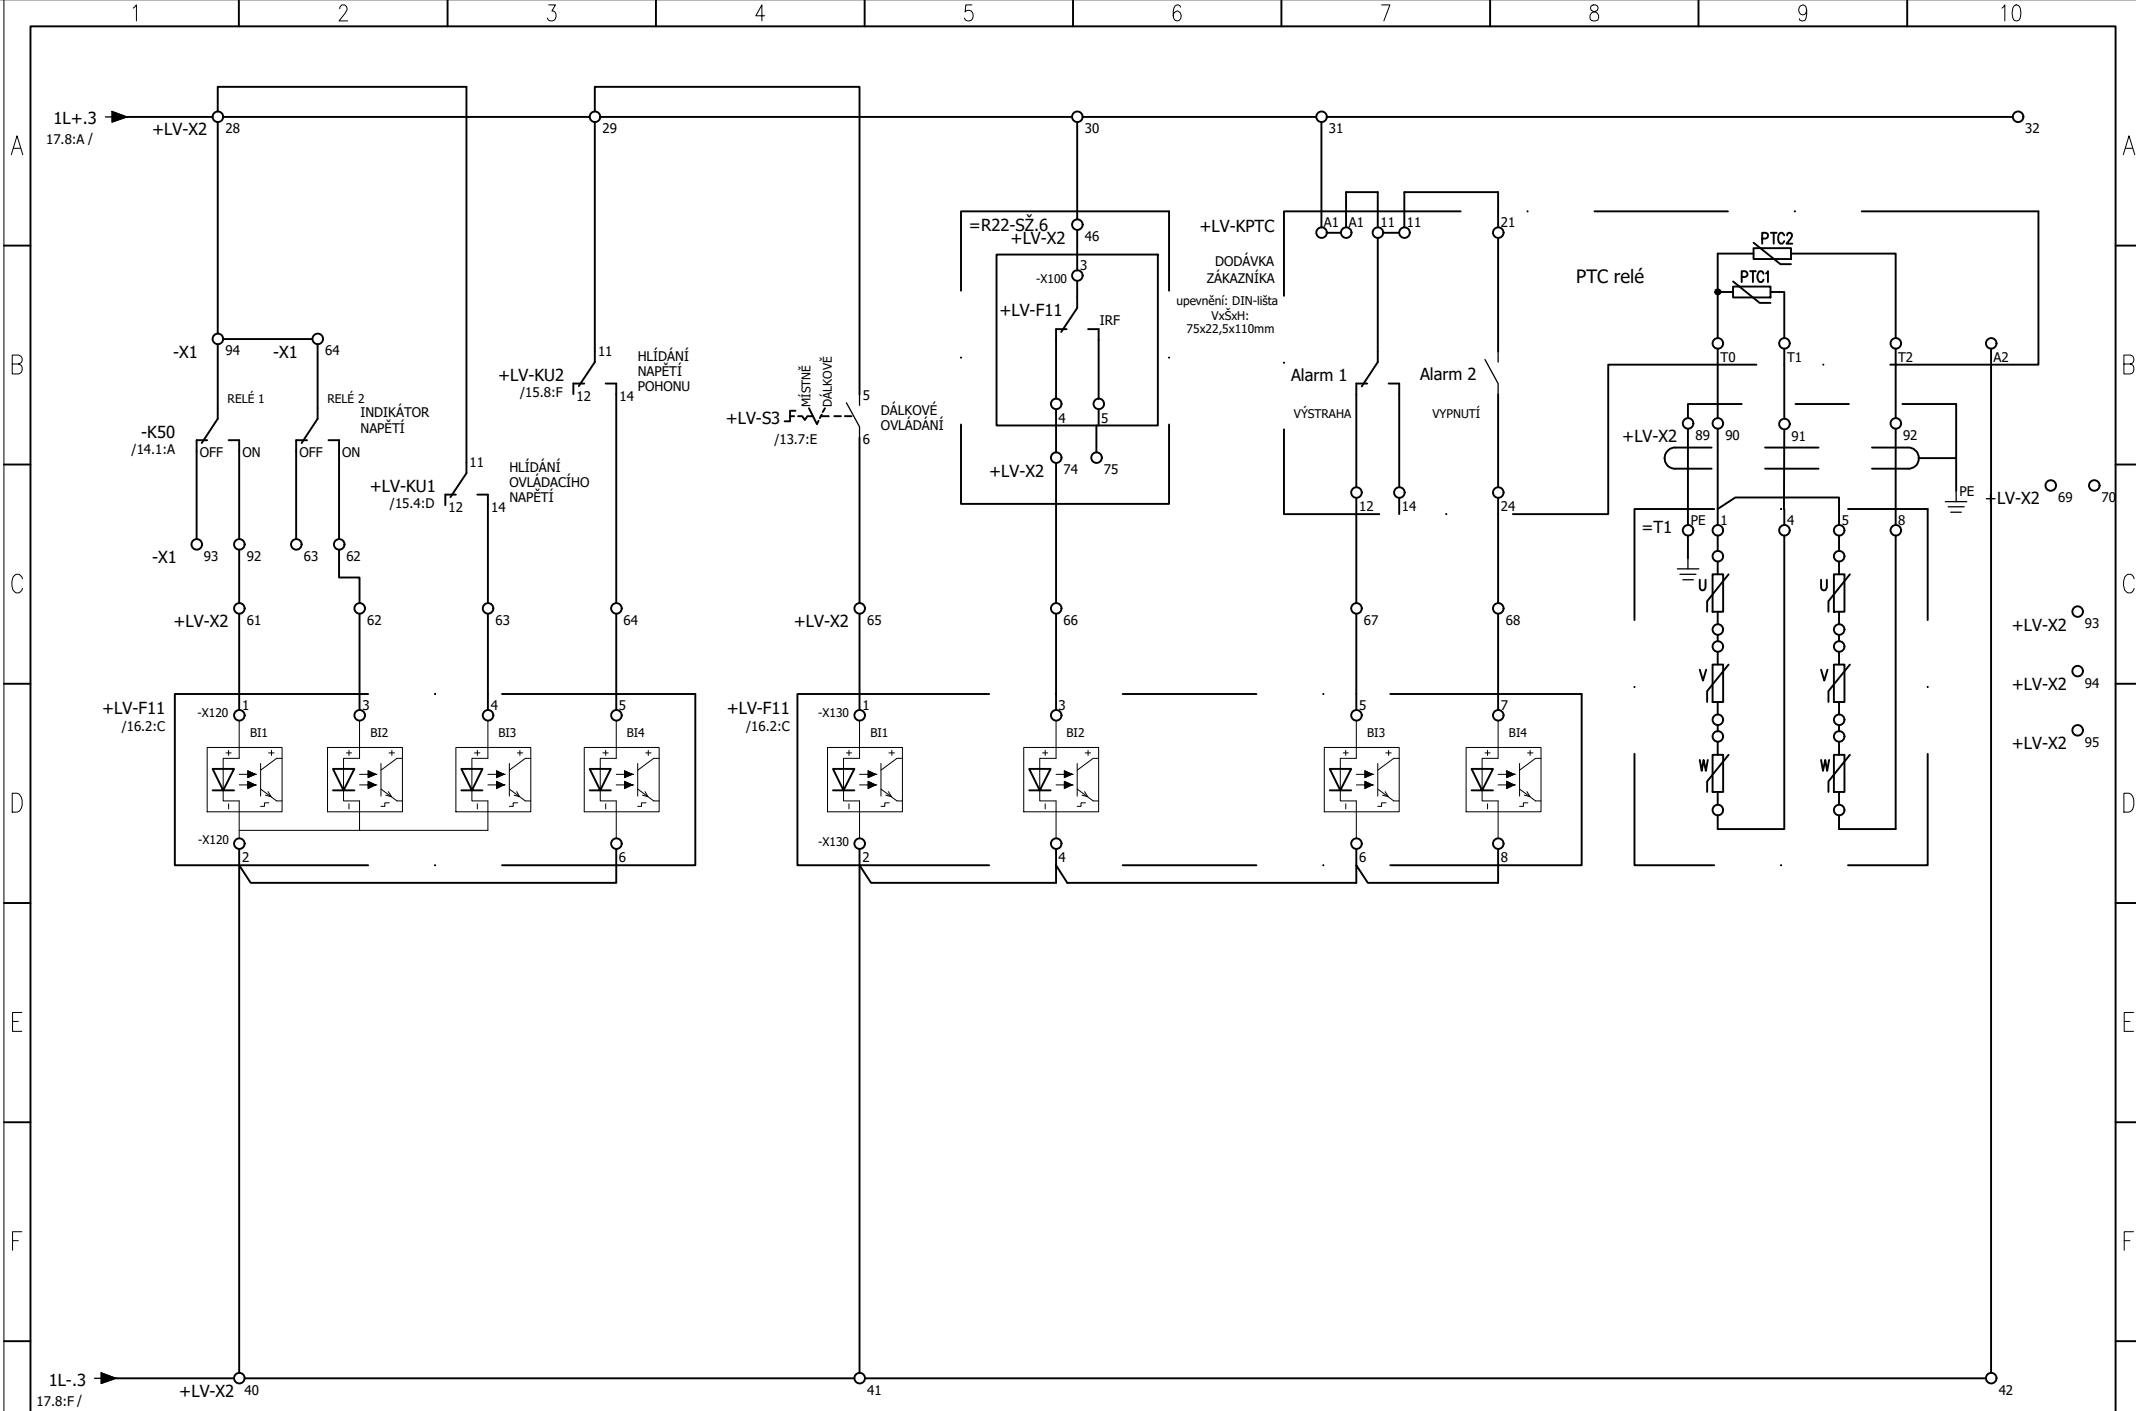 1 2 3 4 5 6 7 8 9 10
1L+.3
17.8:A /
+LV-X2 28 29 30 31 32
A A
=R22-SŽ.6
+LV-X2 46
+LV-KPTC A1 A1 11 11 21
DODÁVKA
ZÁKAZNÍKA
upevnění: DIN-lišta
VxŠxH:
75x22,5x110mm
-X100 3
+LV-F11 IRF
4 5
+LV-X2 74 75
PTC relé
PTC2
PTC1
T0 T1 T2 A2
B B
-X1 94 -X1 64
RELÉ 1 RELÉ 2
INDIKÁTOR
NAPĚTÍ
-K50
/14.1:A
OFF ON OFF ON
+LV-KU1
/15.4:D
11 12 14
HLÍDÁNÍ
OVLÁDACÍHO
NAPĚTÍ
+LV-KU2
/15.8:F
11 12 14
HLÍDÁNÍ
NAPĚTÍ
POHONU
+LV-S3
/13.7:E
MÍSTNĚ
DÁLKOVĚ
5
6
DÁLKOVÉ
OVLÁDÁNÍ
Alarm 1
VÝSTRAHA
12 14
Alarm 2
VYPNUTÍ
24
+LV-X2 89 90 91 92
PE
+LV-X2 69 70
=T1 PE 1 4 5 8
U U
V V
W W
-X1 93 92 63 62
C C
+LV-X2 61 62 63 64
+LV-X2 65 66 67 68
+LV-X2 93
+LV-X2 94
+LV-X2 95
+LV-F11
/16.2:C
-X120 1 3 4 5
BI1 BI2 BI3 BI4
+ + + + + + + +
- - - -
-X120 2 6
+LV-F11
/16.2:C
-X130 1 3 5 7
BI1 BI2 BI3 BI4
+ + + + + + + +
- - - -
-X130 2 4 6 8
D D
E E
F F
1L-.3
17.8:F /
+LV-X2 40 41 42